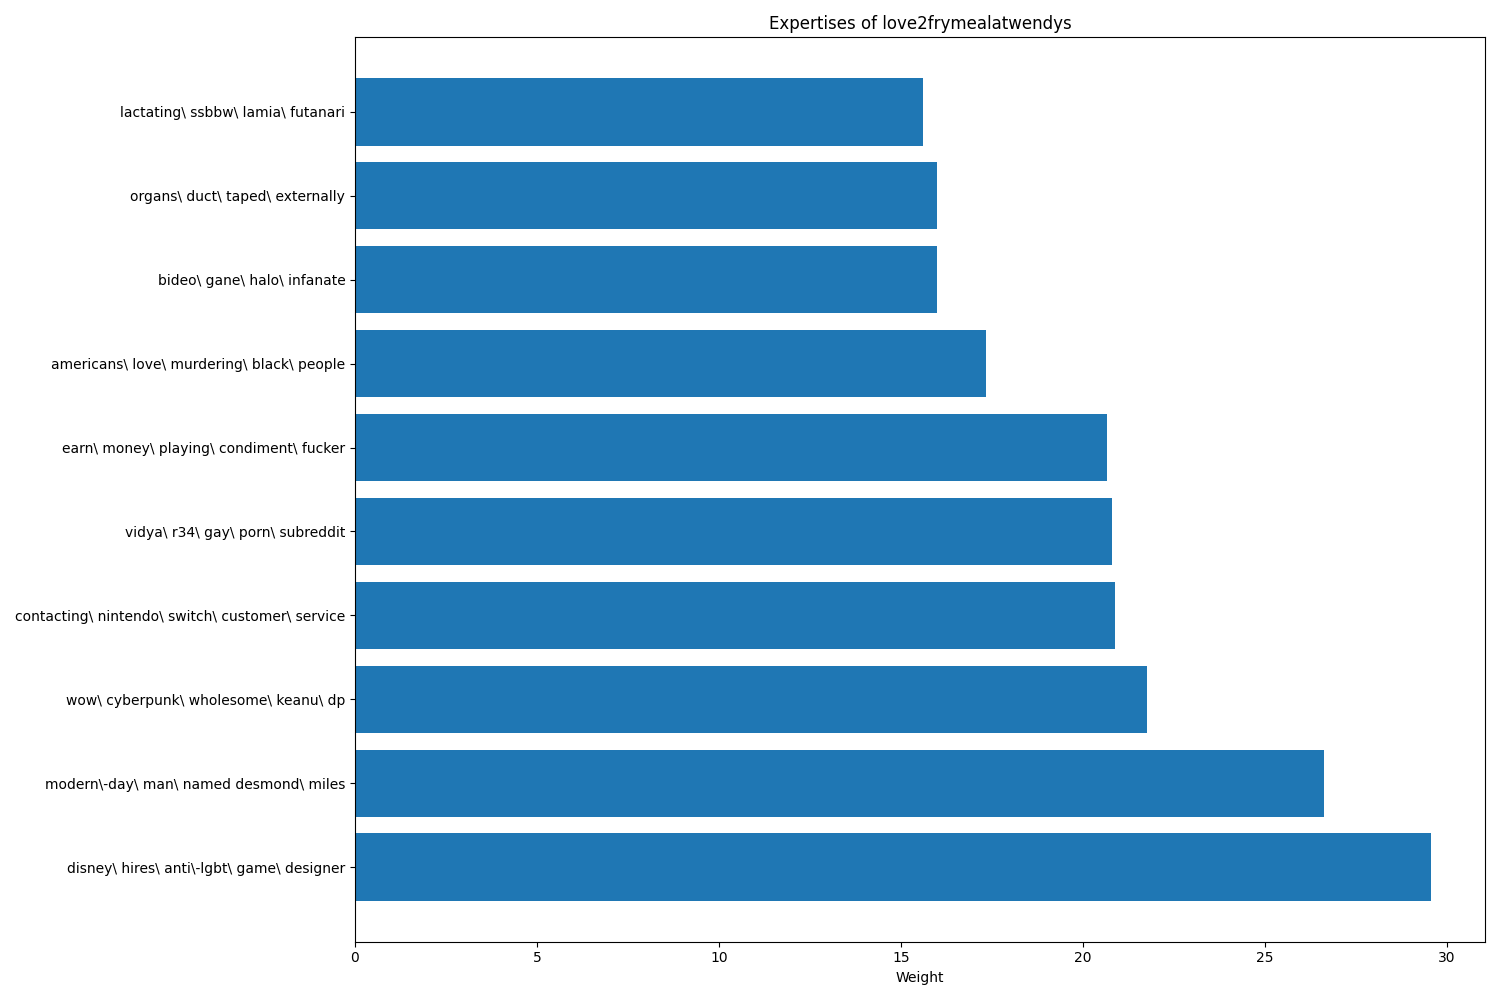 Expertises of love2frymealatwendys
lactating\ ssbbw\ lamia\ futanari
organs\ duct\ taped\ externally
bideo\ gane\ halo\ infanate
americans\ love\ murdering\ black\ people
earn\ money\ playing\ condiment\ fucker
vidya\ r34\ gay\ porn\ subreddit
contacting\ nintendo\ switch\ customer\ service
wow\ cyberpunk\ wholesome\ keanu\ dp
modern\-day\ man\ named desmond\ miles
disney\ hires\ anti\-lgbt\ game\ designer
0 5 10 15 20 25 30
Weight